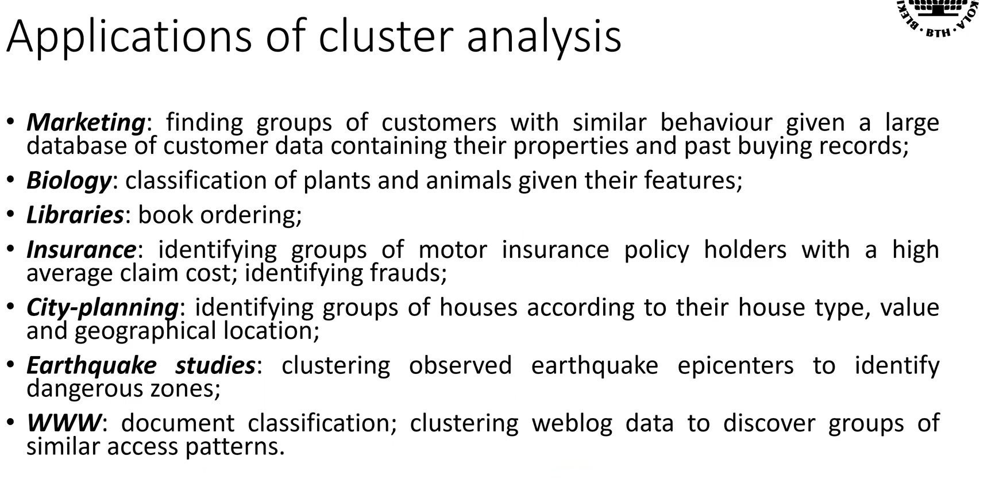 Applications of cluster analysis
BLEKI
· BTH ·
KOLA
• Marketing: finding groups of customers with similar behaviour given a large
database of customer data containing their properties and past buying records;
• Biology: classification of plants and animals given their features;
• Libraries: book ordering;
• Insurance: identifying groups of motor insurance policy holders with a high
average claim cost; identifying frauds;
• City-planning: identifying groups of houses according to their house type, value
and geographical location;
• Earthquake studies: clustering observed earthquake epicenters to identify
dangerous zones;
• WWW: document classification; clustering weblog data to discover groups of
similar access patterns.